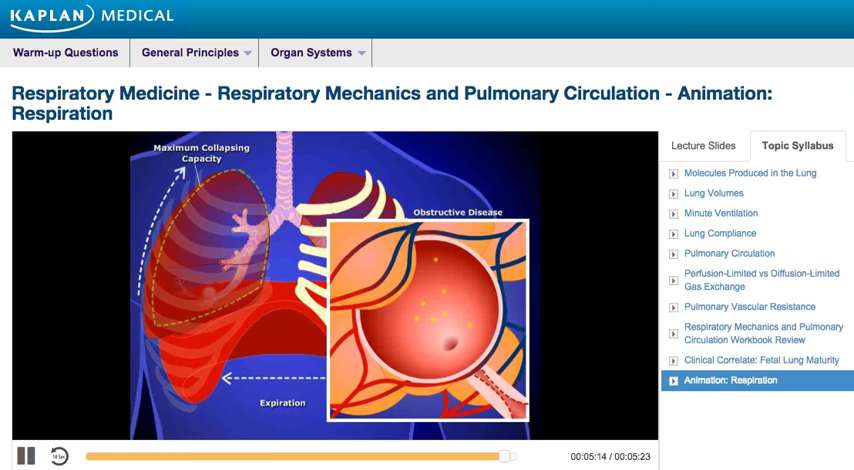 KAPLAN MEDICAL
Warm-up Questions General Principles Organ Systems
Respiratory Medicine - Respiratory Mechanics and Pulmonary Circulation - Animation:
Respiration
Maximum Collapsing
Capacity
Obstructive Disease
Expiration
10 Sec
00:05:14 / 00:05:23
Lecture Slides Topic Syllabus
Molecules Produced in the Lung
Lung Volumes
Minute Ventilation
Lung Compliance
Pulmonary Circulation
Perfusion-Limited vs Diffusion-Limited
Gas Exchange
Pulmonary Vascular Resistance
Respiratory Mechanics and Pulmonary
Circulation Workbook Review
Clinical Correlate: Fetal Lung Maturity
Animation: Respiration